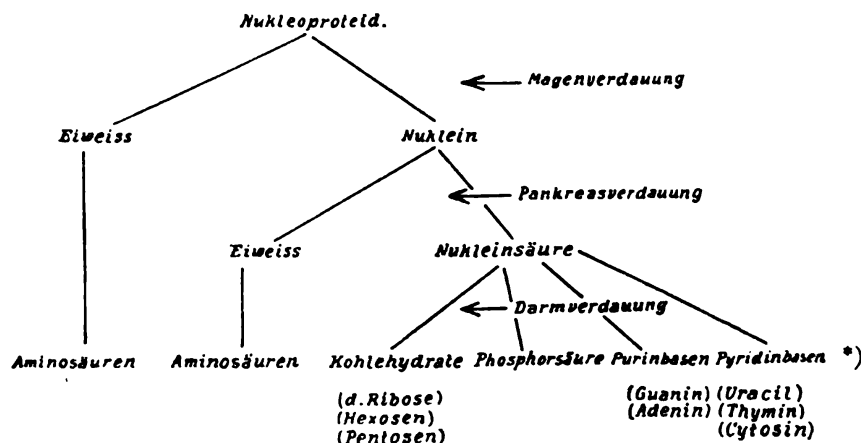 Nukleoproteid.
Magenverdauung
Eiweiss Nuklein
Pankreasverdauung
Eiweiss Nukleinsäure
Darmverdauung
Aminosäuren Aminosäuren Kohlehydrate Phosphorsäure Purinbasen Pyridinbasen *)
(d.Ribose) (Guanin) (Uracil)
(Hexosen) (Adenin) (Thymin)
(Pentosen) (Cytosin)